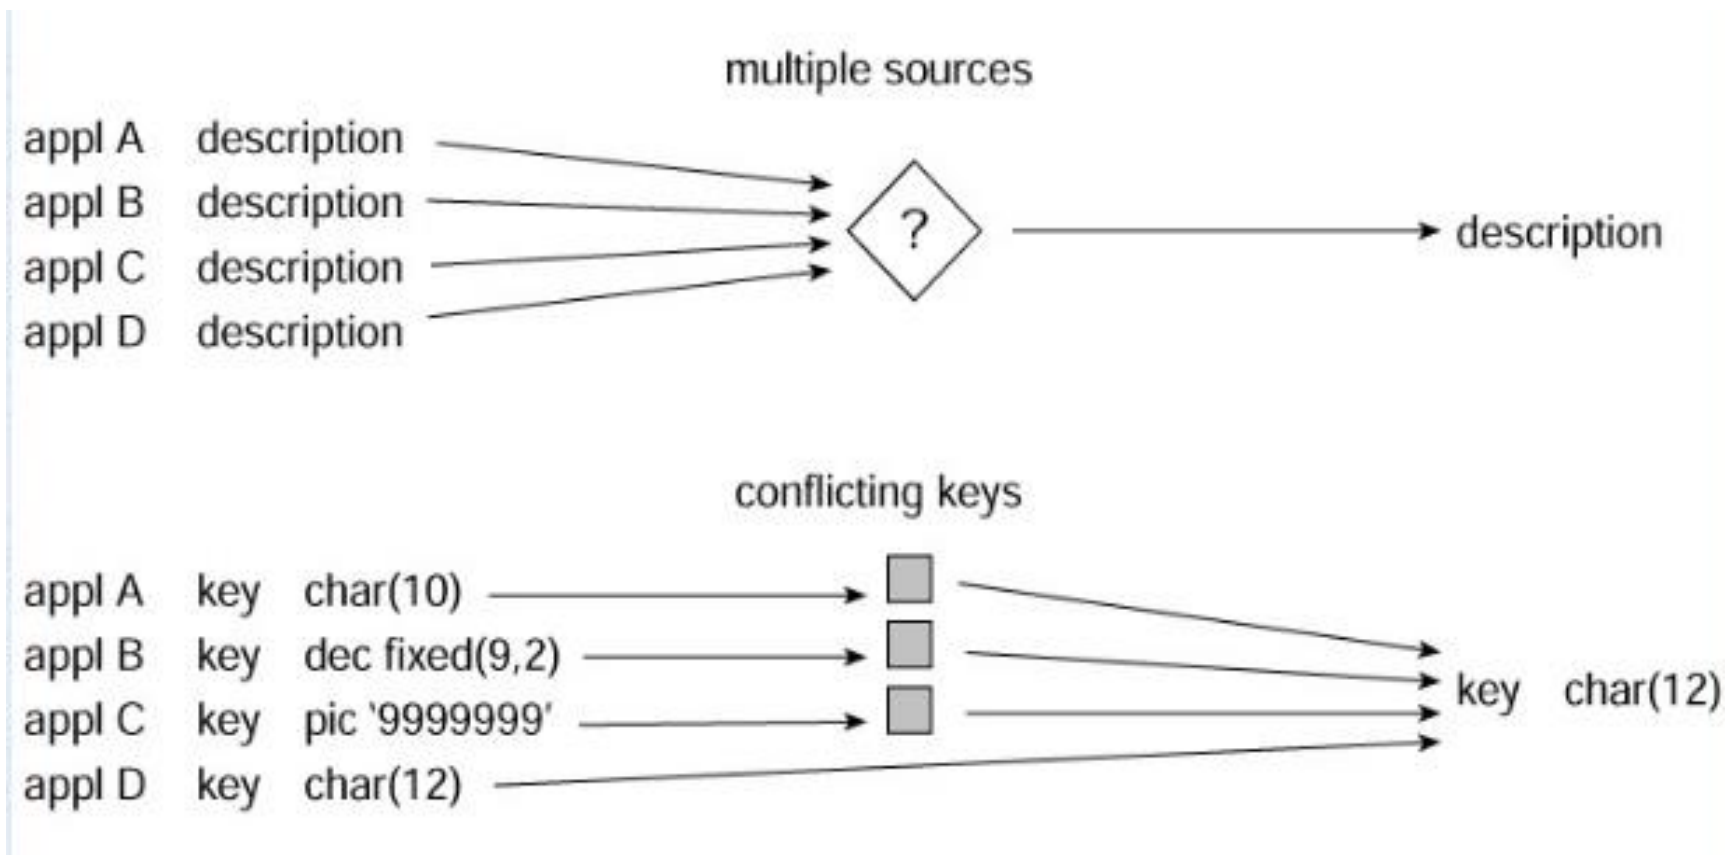 multiple sources
appl A description
appl B description
appl C description
appl D description
?
description
conflicting keys
appl A key char(10)
appl B key dec fixed(9,2)
appl C key pic ‘9999999’
appl D key char(12)
key char(12)